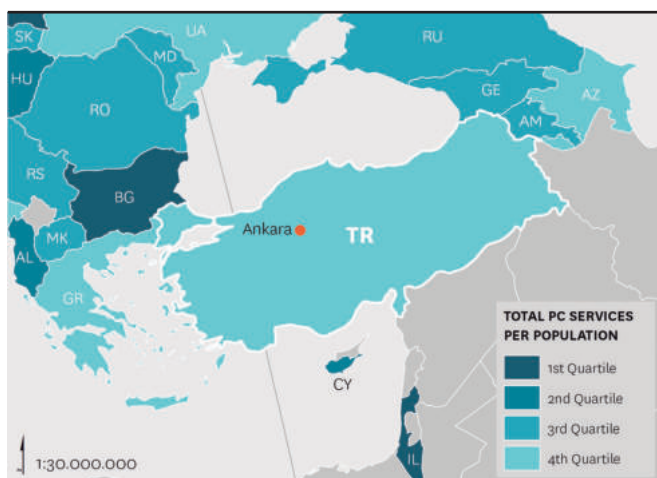 SK
UA
MD
RU
HU
RO
GE
AZ
AM
RS
BG
Ankara
TR
MK
AL
GR
CY
IL
TOTAL PC SERVICES
PER POPULATION
1st Quartile
2nd Quartile
3rd Quartile
4th Quartile
1:30.000.000